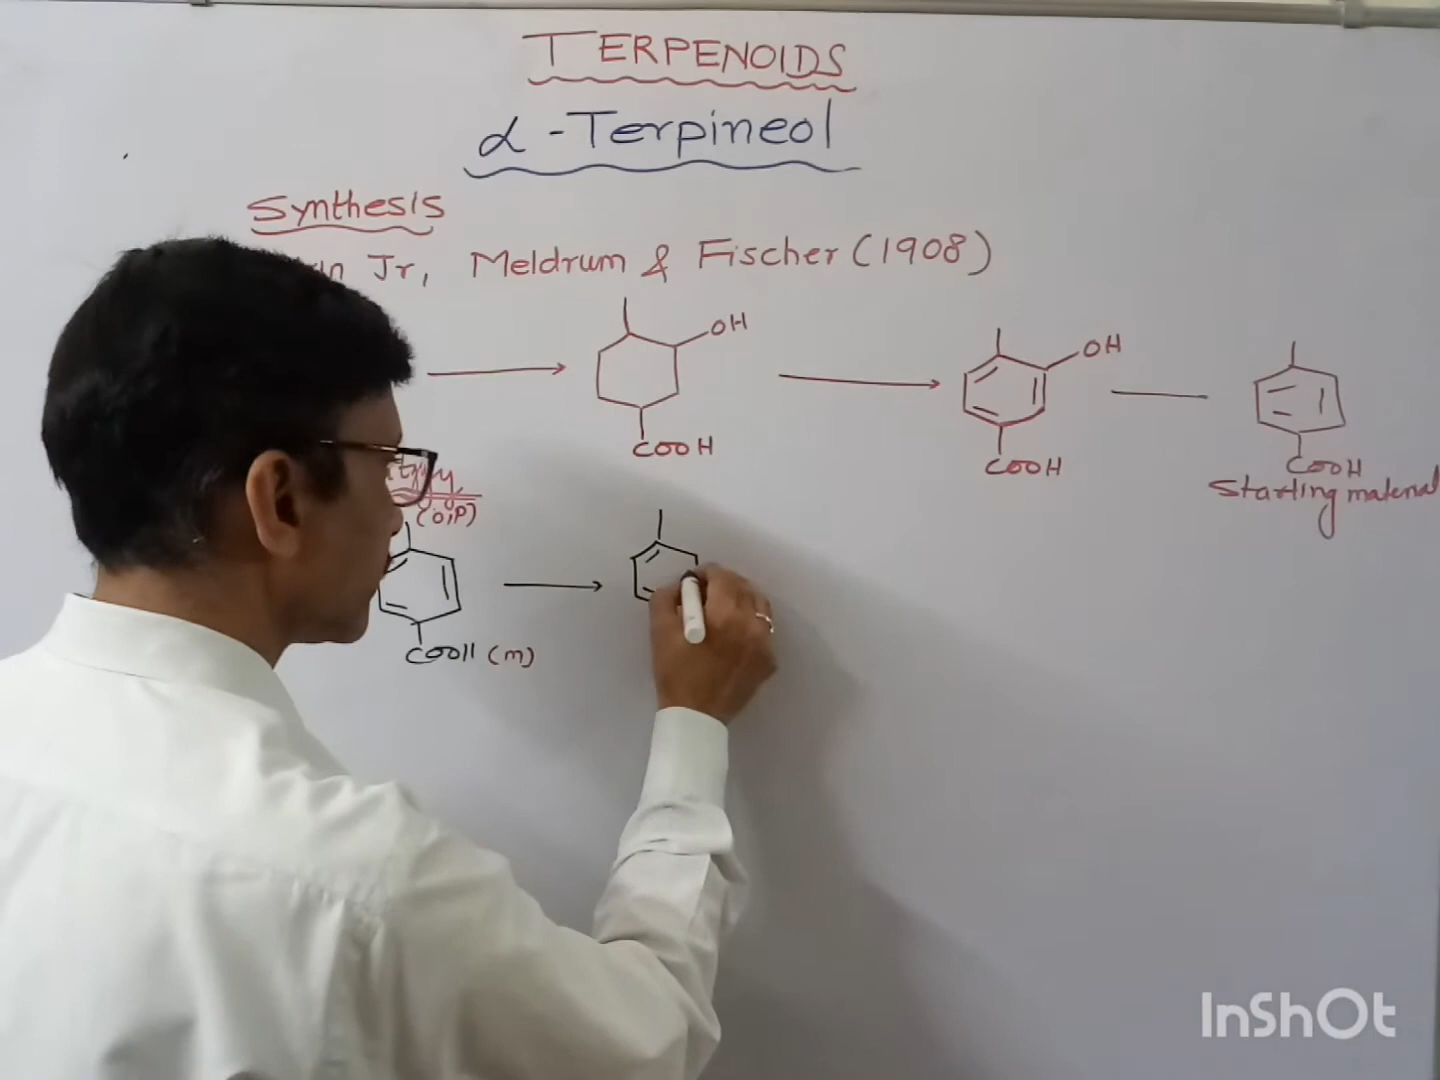 TERPENOIDS
α-Terpineol
Synthesis
Jr, Meldrum & Fischer (1908)
OH
COOH
OH
COOH
COOH
Starting material
(o,p)
COOH (m)
InShOt